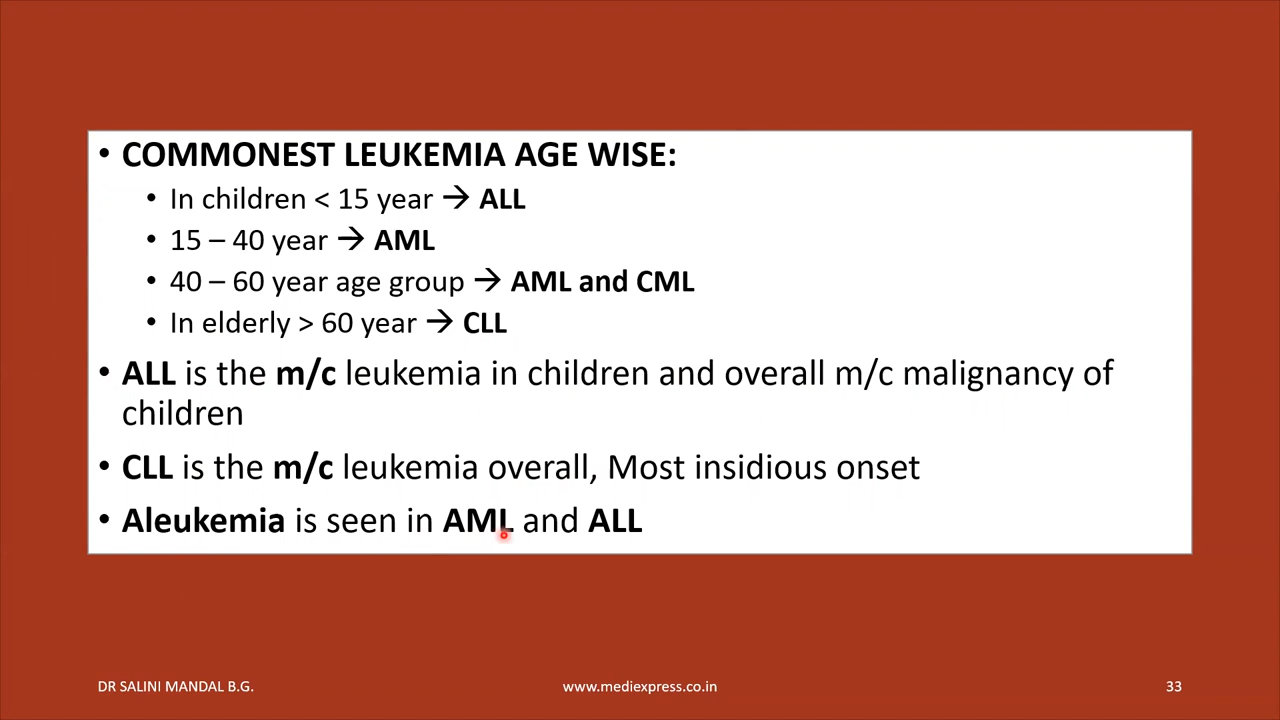 • COMMONEST LEUKEMIA AGE WISE:
• In children < 15 year → ALL
• 15 – 40 year → AML
• 40 – 60 year age group → AML and CML
• In elderly > 60 year → CLL
• ALL is the m/c leukemia in children and overall m/c malignancy of
children
• CLL is the m/c leukemia overall, Most insidious onset
• Aleukemia is seen in AML and ALL
DR SALINI MANDAL B.G.
www.mediexpress.co.in
33